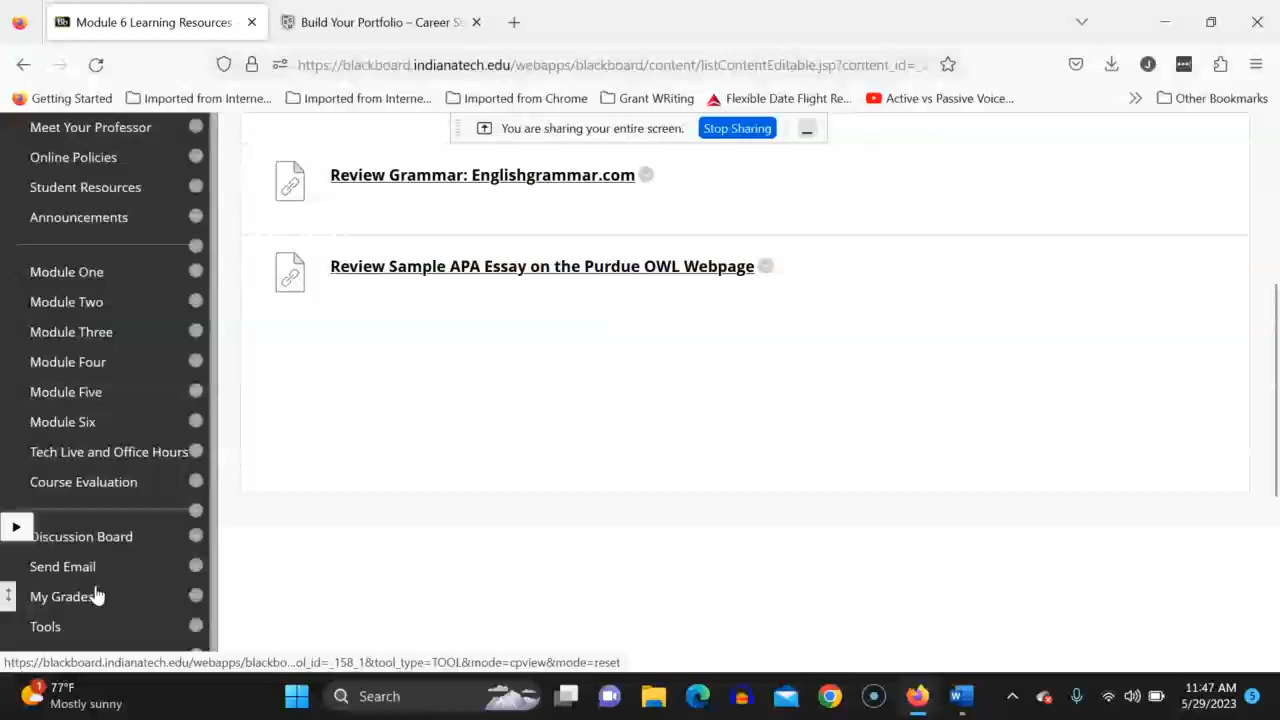 Module 6 Learning Resources
Build Your Portfolio – Career Se
https://blackboard.indianatech.edu/webapps/blackboard/content/listContentEditable.jsp?content_id=_
Getting Started
Imported from Interne...
Imported from Interne...
Imported from Chrome
Grant WRiting
Flexible Date Flight Re...
Active vs Passive Voice...
Other Bookmarks
You are sharing your entire screen.
Stop Sharing
Meet Your Professor
Online Policies
Student Resources
Announcements
Module One
Module Two
Module Three
Module Four
Module Five
Module Six
Tech Live and Office Hours
Course Evaluation
Discussion Board
Send Email
My Grades
Tools
Review Grammar: Englishgrammar.com
Review Sample APA Essay on the Purdue OWL Webpage
https://blackboard.indianatech.edu/webapps/blackbo...ol_id=_158_1&tool_type=TOOL&mode=cpview&mode=reset
1
77°F
Mostly sunny
Search
11:47 AM
5/29/2023
5